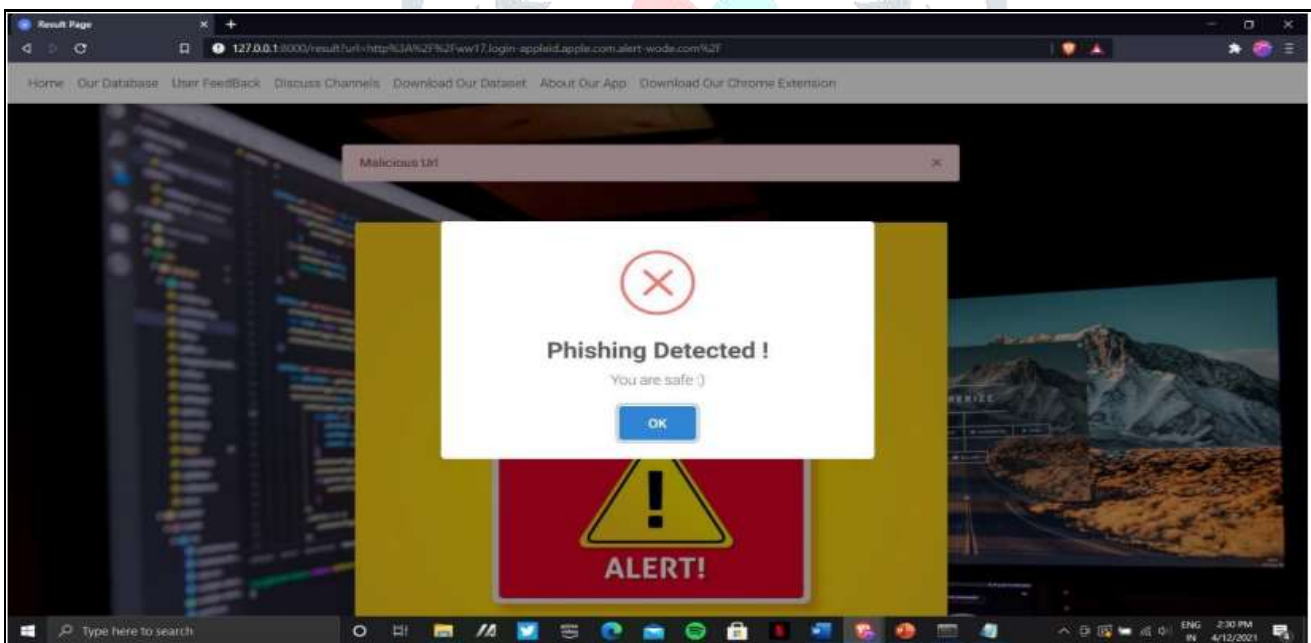 Result Page
127.0.0.1:8000/result?url=http%3A%2F%2Fww17.login-appleid.apple.com.alert-wode.com%2F
Home Our Database User FeedBack Discuss Channels Download Our Dataset About Our App Download Our Chrome Extension
Malicious Url
Phishing Detected !
You are safe :)
OK
ALERT!
Type here to search
ENG 2:30 PM
IN 4/12/2021